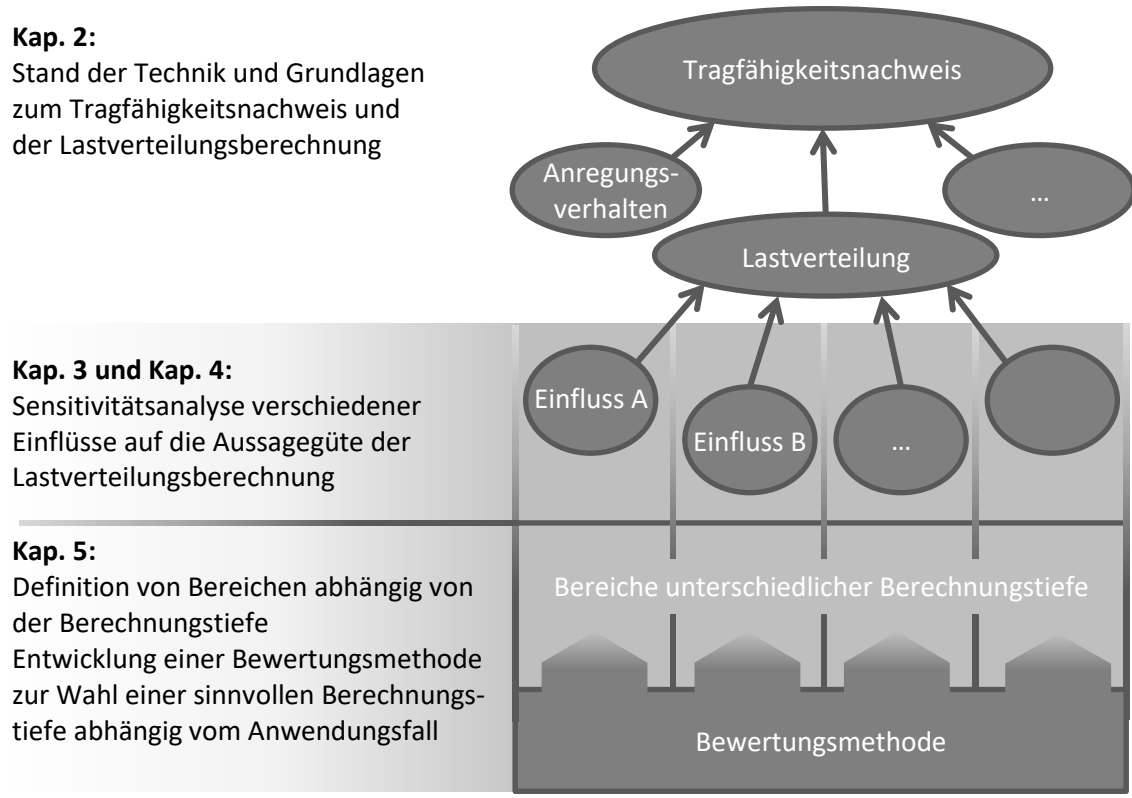 Kap. 2:
Stand der Technik und Grundlagen
zum Tragfähigkeitsnachweis und
der Lastverteilungsberechnung
Tragfähigkeitsnachweis
Anregungs-
verhalten
...
Lastverteilung
Kap. 3 und Kap. 4:
Sensitivitätsanalyse verschiedener
Einflüsse auf die Aussagegüte der
Lastverteilungsberechnung
Einfluss A
Einfluss B
...
Kap. 5:
Definition von Bereichen abhängig von
der Berechnungstiefe
Entwicklung einer Bewertungsmethode
zur Wahl einer sinnvollen Berechnungs-
tiefe abhängig vom Anwendungsfall
Bereiche unterschiedlicher Berechnungstiefe
Bewertungsmethode